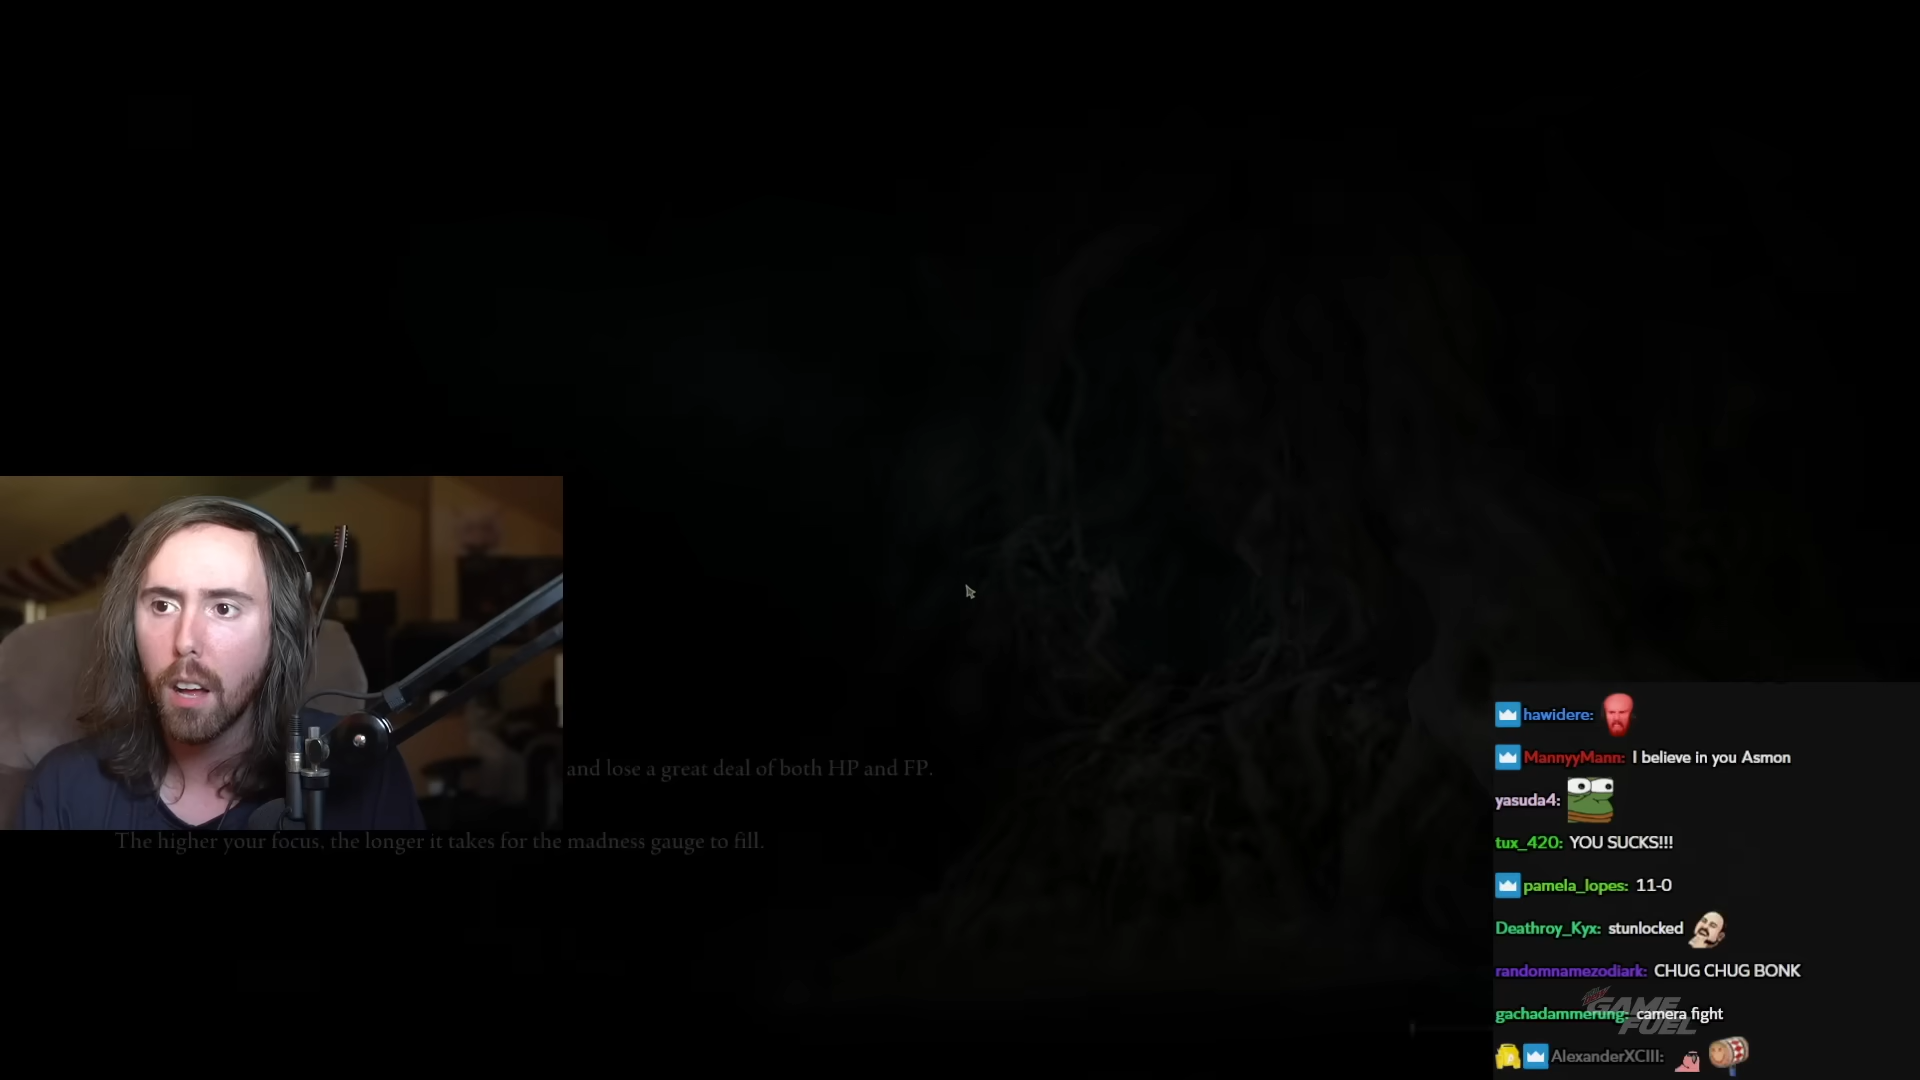 and lose a great deal of both HP and FP.
The higher your focus, the longer it takes for the madness gauge to fill.
hawidere:
MannyyMann: I believe in you Asmon
yasuda4:
tux_420: YOU SUCKS!!!
pamela_lopes: 11-0
Deathroy_Kyx: stunlocked
randomnamezodiark: CHUG CHUG BONK
gachadammerung: camera fight
GAME FUEL
AlexanderXCIII: